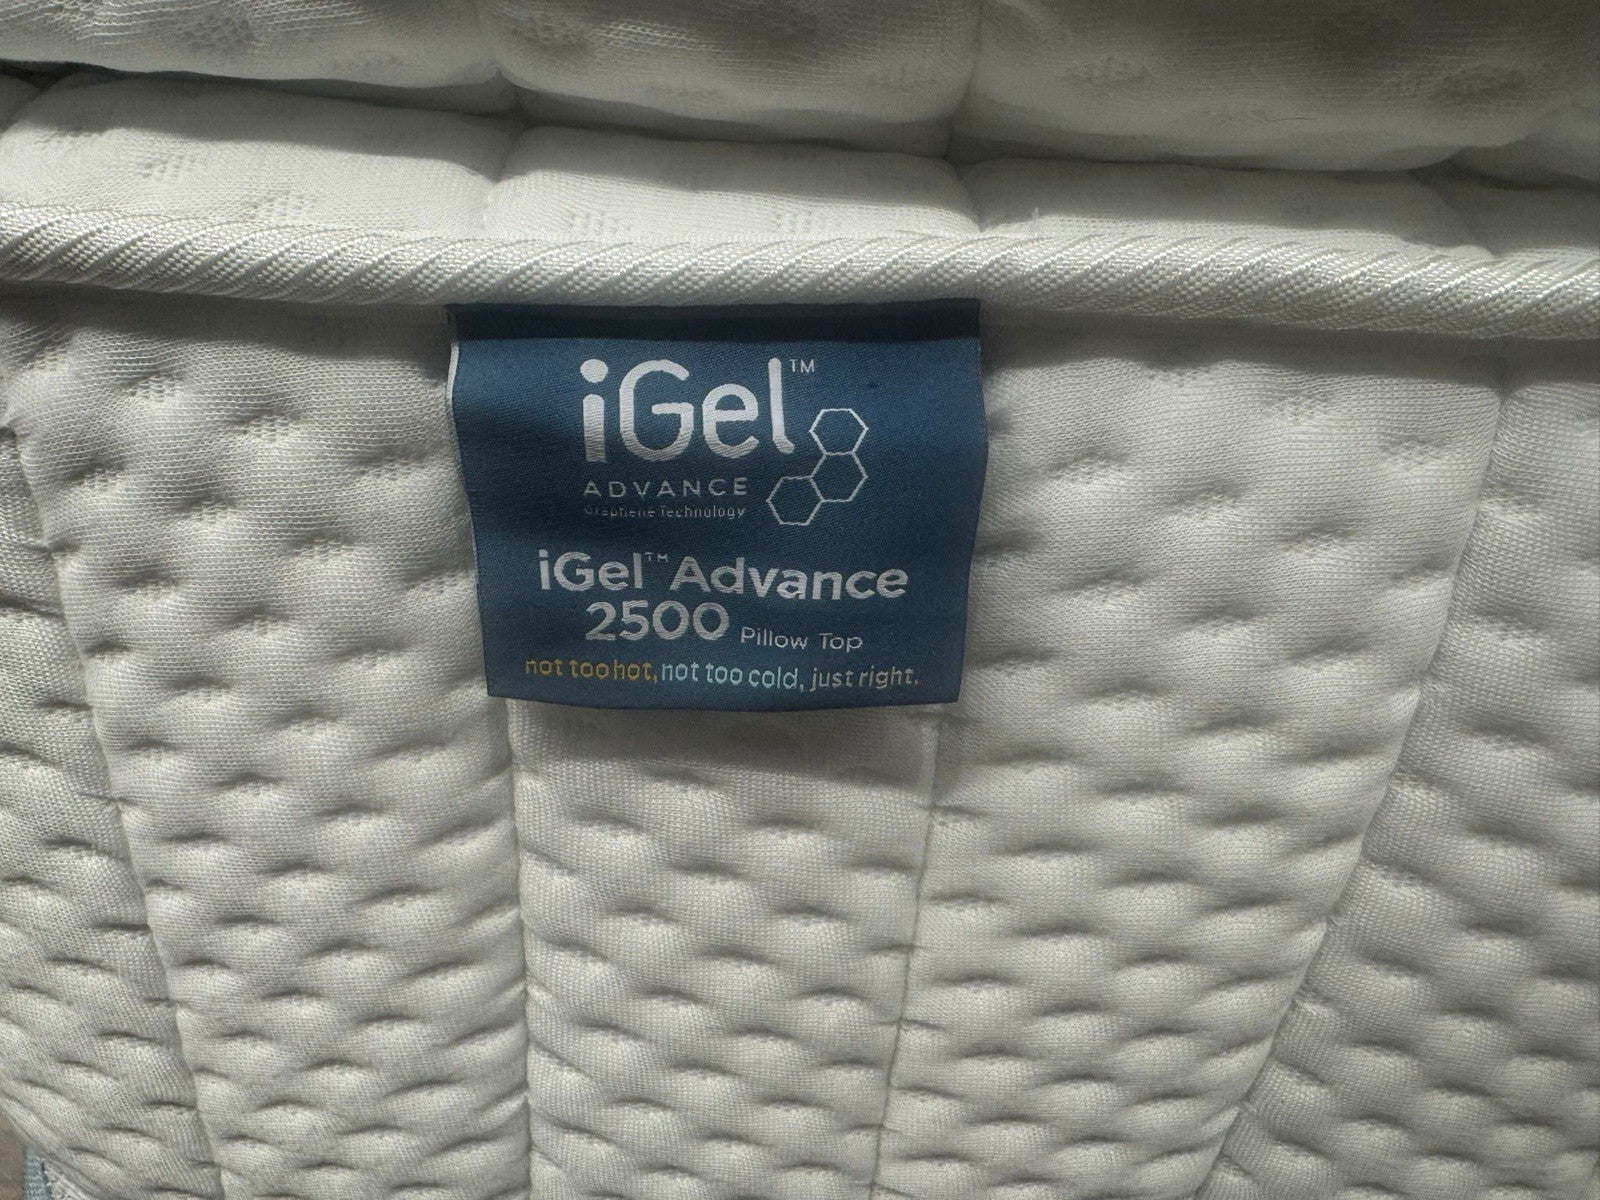 iGel™
ADVANCE
Graphene Technology
iGel™ Advance
2500 Pillow Top
not too hot, not too cold, just right.